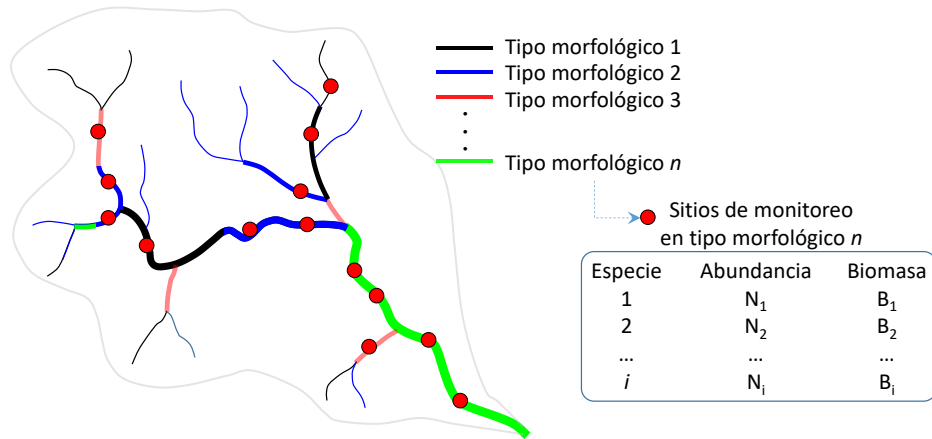 Tipo morfológico 1
Tipo morfológico 2
Tipo morfológico 3
Tipo morfológico n
Sitios de monitoreo
en tipo morfológico n
Especie Abundancia Biomasa
1 N₁ B₁
2 N₂ B₂
... ... ...
i Nᵢ Bᵢ